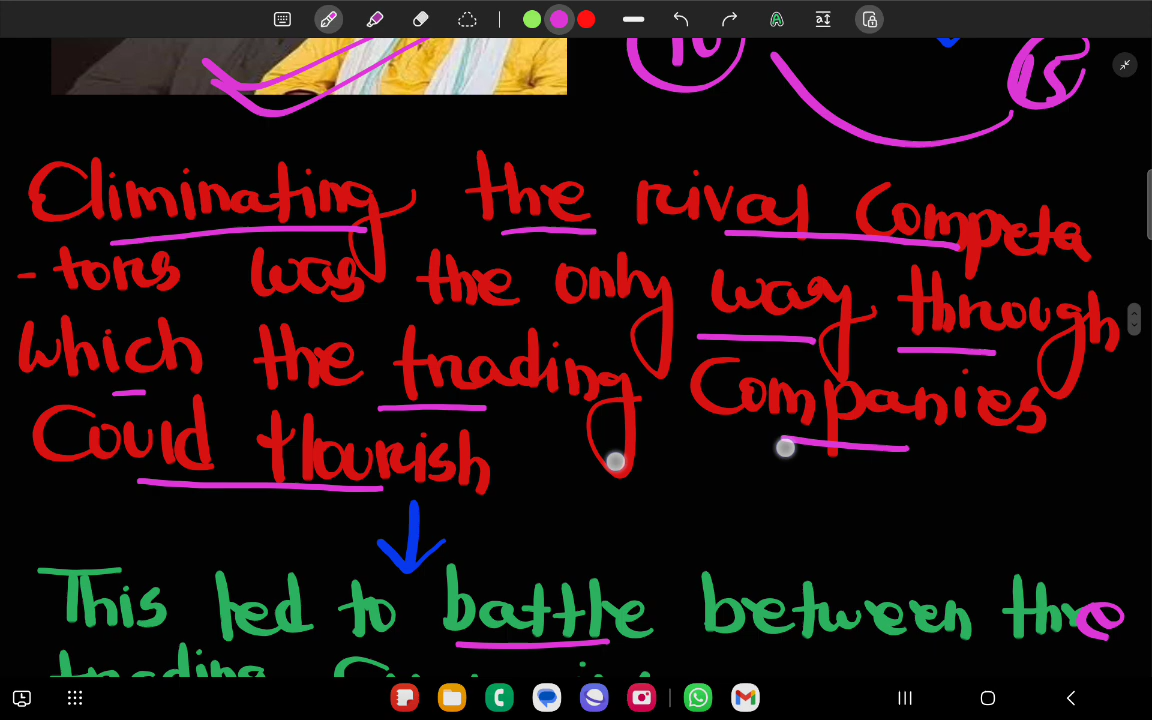 Eliminating the rival Competa
-tors was the only way through
which the trading Companies
Could flourish
This led to battle between the
trading